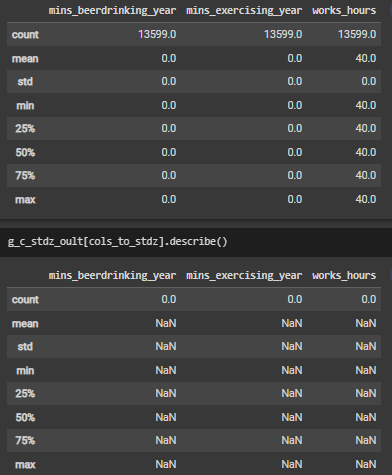 mins_beerdrinking_year mins_exercising_year works_hours
count 13599.0 13599.0 13599.0
mean 0.0 0.0 40.0
std 0.0 0.0 0.0
min 0.0 0.0 40.0
25% 0.0 0.0 40.0
50% 0.0 0.0 40.0
75% 0.0 0.0 40.0
max 0.0 0.0 40.0
g_c_stdz_oult[cols_to_stdz].describe()
mins_beerdrinking_year mins_exercising_year works_hours
count 0.0 0.0 0.0
mean NaN NaN NaN
std NaN NaN NaN
min NaN NaN NaN
25% NaN NaN NaN
50% NaN NaN NaN
75% NaN NaN NaN
max NaN NaN NaN